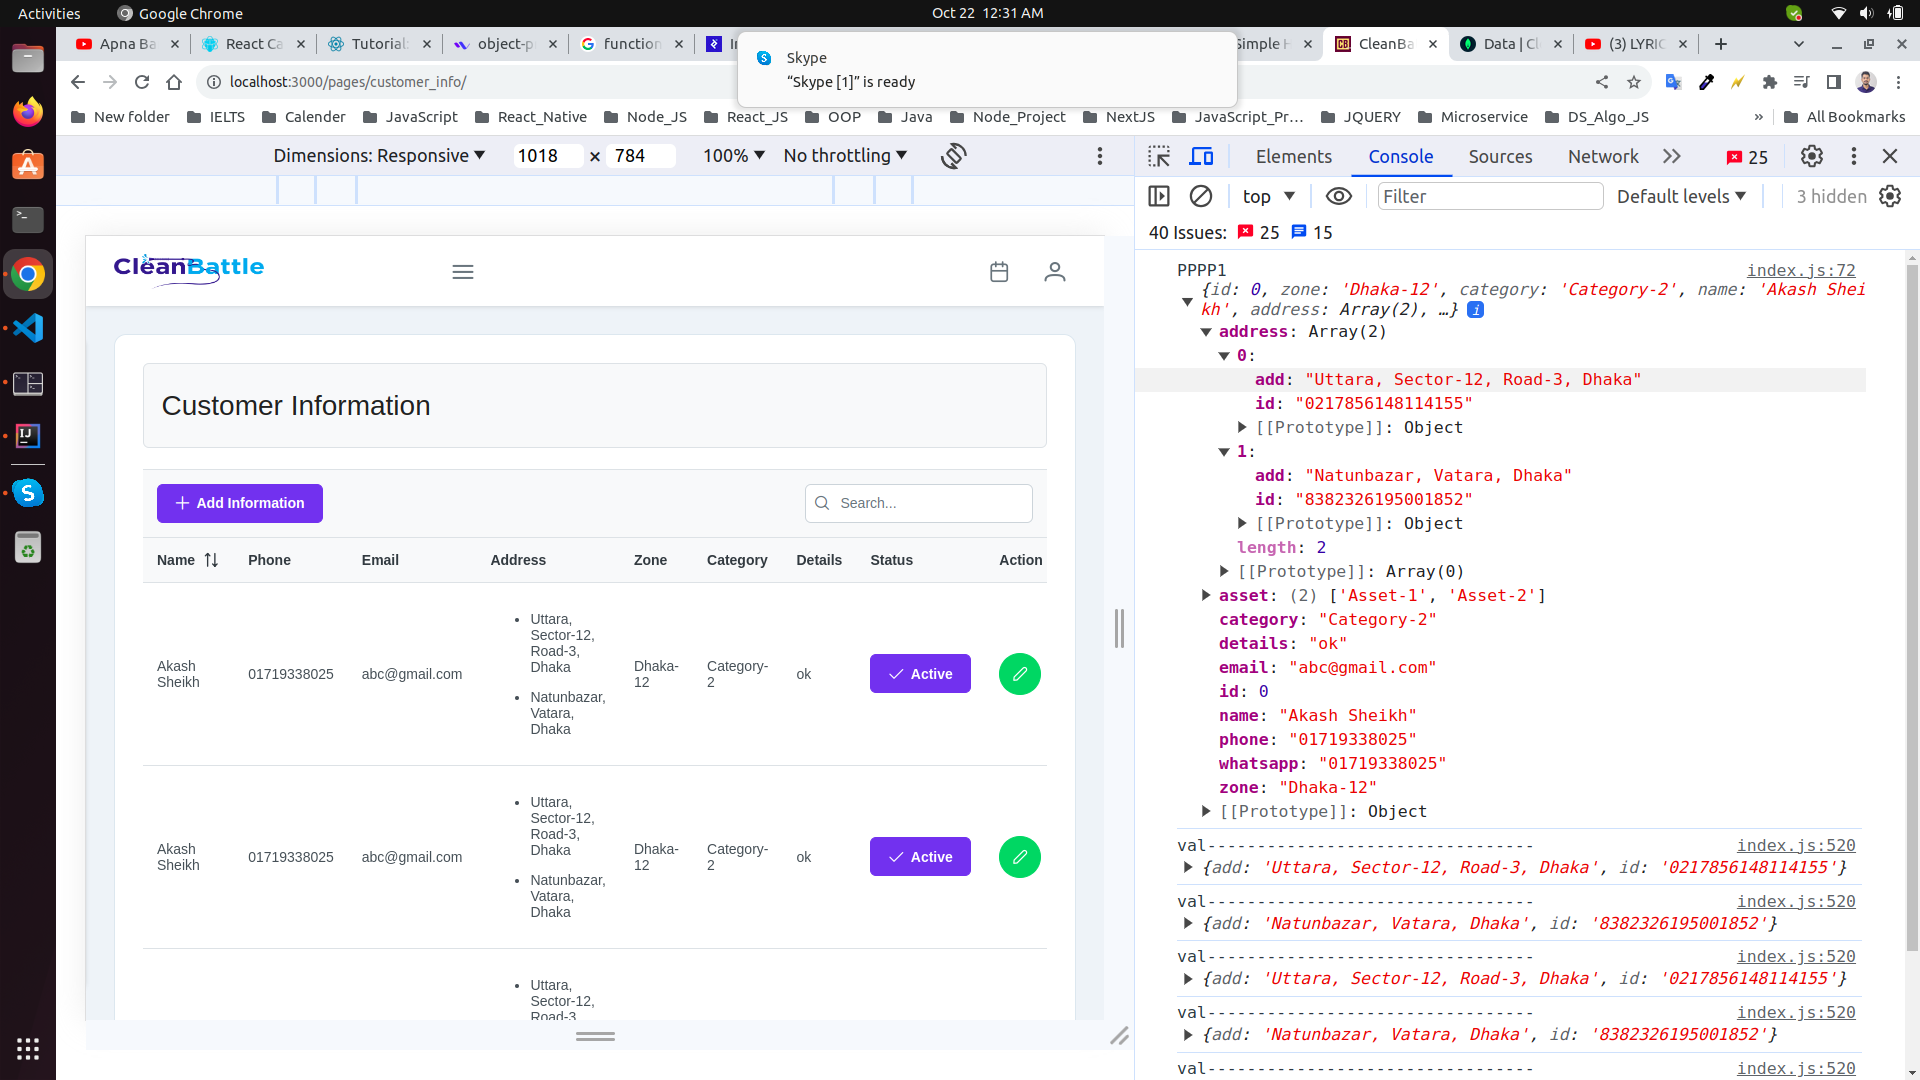 Activities
Google Chrome
Oct 22 12:31 AM
Apna Ba
React Ca
Tutorial:
object-p
function
In
Simple H
CleanBa
Data | Cl
(3) LYRIC
Skype
“Skype [1]” is ready
localhost:3000/pages/customer_info/
New folder
IELTS
Calender
JavaScript
React_Native
Node_JS
React_JS
OOP
Java
Node_Project
NextJS
JavaScript_Pr...
JQUERY
Microservice
DS_Algo_JS
»
All Bookmarks
Dimensions: Responsive
1018 × 784
100%
No throttling
Elements
Console
Sources
Network
25
top
Filter
Default levels
3 hidden
40 Issues: 25 15
CleanBattle
Customer Information
Add Information
Search...
Name Phone Email Address Zone Category Details Status Action
Akash
Sheikh
01719338025
abc@gmail.com
Uttara,
Sector-12,
Road-3,
Dhaka
Natunbazar,
Vatara,
Dhaka
Dhaka-
12
Category-
2
ok
Active
Akash
Sheikh
01719338025
abc@gmail.com
Uttara,
Sector-12,
Road-3,
Dhaka
Natunbazar,
Vatara,
Dhaka
Dhaka-
12
Category-
2
ok
Active
Uttara,
Sector-12,
Road-3,
PPPP1 index.js:72
{id: 0, zone: 'Dhaka-12', category: 'Category-2', name: 'Akash Shei
kh', address: Array(2), …} i
address: Array(2)
0:
add: "Uttara, Sector-12, Road-3, Dhaka"
id: "0217856148114155"
[[Prototype]]: Object
1:
add: "Natunbazar, Vatara, Dhaka"
id: "8382326195001852"
[[Prototype]]: Object
length: 2
[[Prototype]]: Array(0)
asset: (2) ['Asset-1', 'Asset-2']
category: "Category-2"
details: "ok"
email: "abc@gmail.com"
id: 0
name: "Akash Sheikh"
phone: "01719338025"
whatsapp: "01719338025"
zone: "Dhaka-12"
[[Prototype]]: Object
val--------------------------------- index.js:520
{add: 'Uttara, Sector-12, Road-3, Dhaka', id: '0217856148114155'}
val--------------------------------- index.js:520
{add: 'Natunbazar, Vatara, Dhaka', id: '8382326195001852'}
val--------------------------------- index.js:520
{add: 'Uttara, Sector-12, Road-3, Dhaka', id: '0217856148114155'}
val--------------------------------- index.js:520
{add: 'Natunbazar, Vatara, Dhaka', id: '8382326195001852'}
val--------------------------------- index.js:520